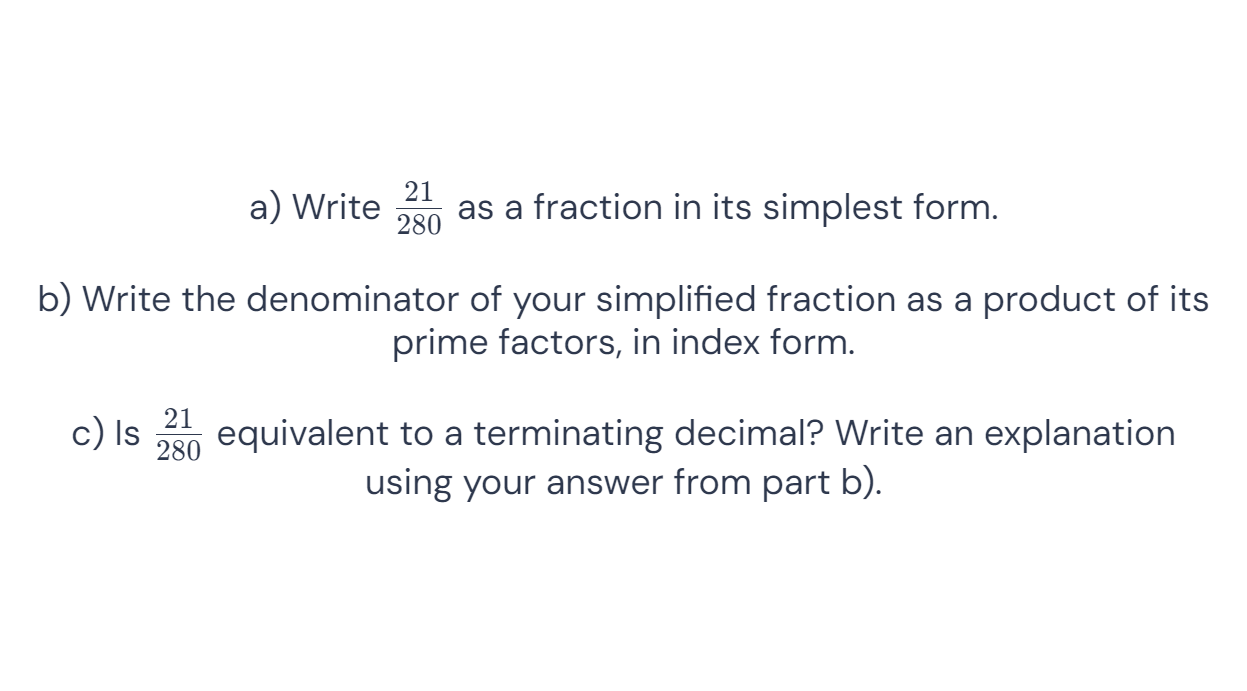 a) Write 21/280 as a fraction in its simplest form.
b) Write the denominator of your simplified fraction as a product of its
prime factors, in index form.
c) Is 21/280 equivalent to a terminating decimal? Write an explanation
using your answer from part b).